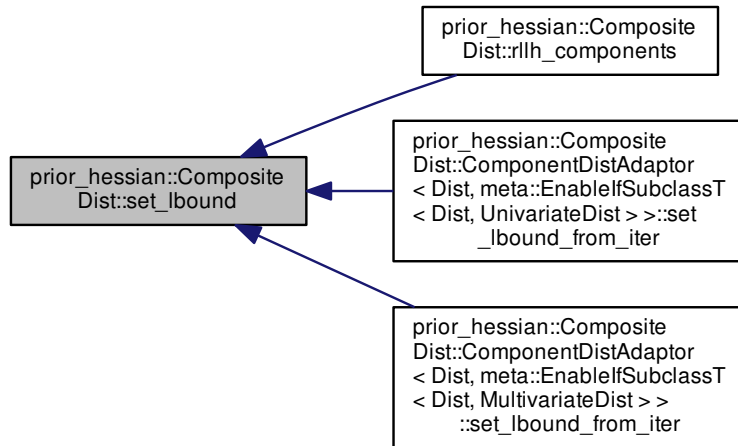 prior_hessian::Composite
Dist::rllh_components
prior_hessian::Composite
Dist::set_lbound
prior_hessian::Composite
Dist::ComponentDistAdaptor
< Dist, meta::EnableIfSubclassT
< Dist, UnivariateDist > >::set
_lbound_from_iter
prior_hessian::Composite
Dist::ComponentDistAdaptor
< Dist, meta::EnableIfSubclassT
< Dist, MultivariateDist > >
::set_lbound_from_iter